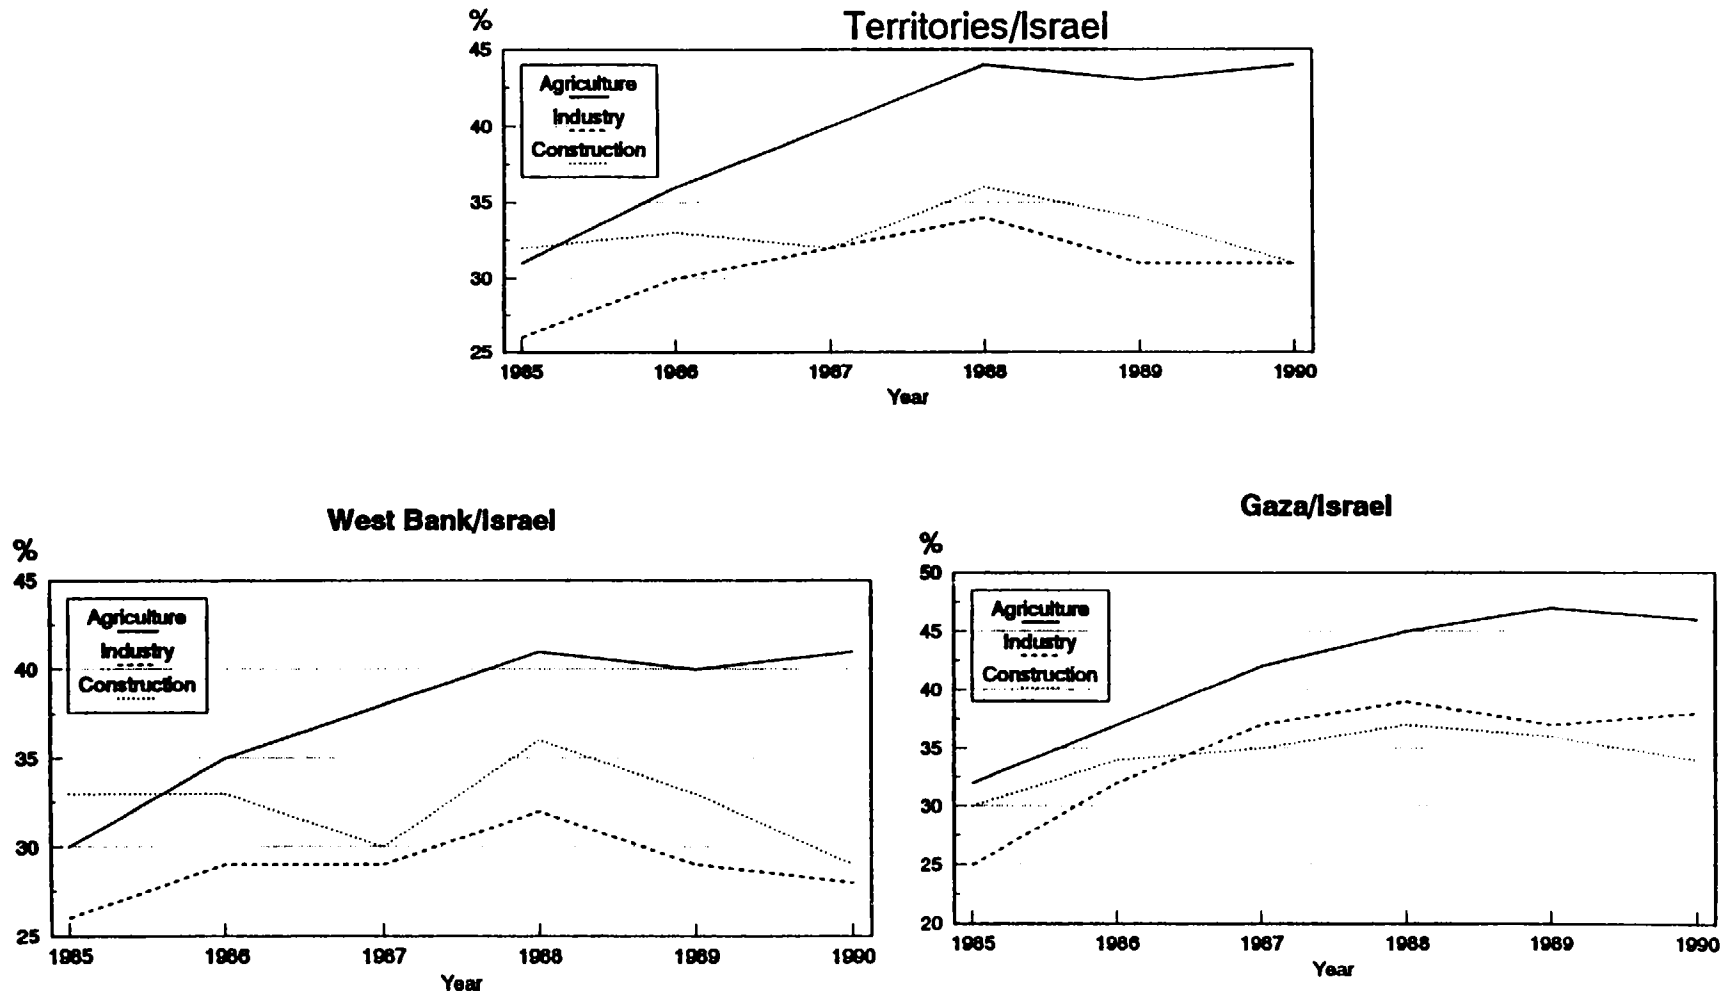 Territories/Israel
%
45
40
35
30
25
Agriculture
Industry
Construction
1985 1986 1987 1988 1989 1990
Year
West Bank/Israel
%
45
40
35
30
25
Agriculture
Industry
Construction
1985 1986 1987 1988 1989 1990
Year
Gaza/Israel
%
50
45
40
35
30
25
20
Agriculture
Industry
Construction
1985 1986 1987 1988 1989 1990
Year